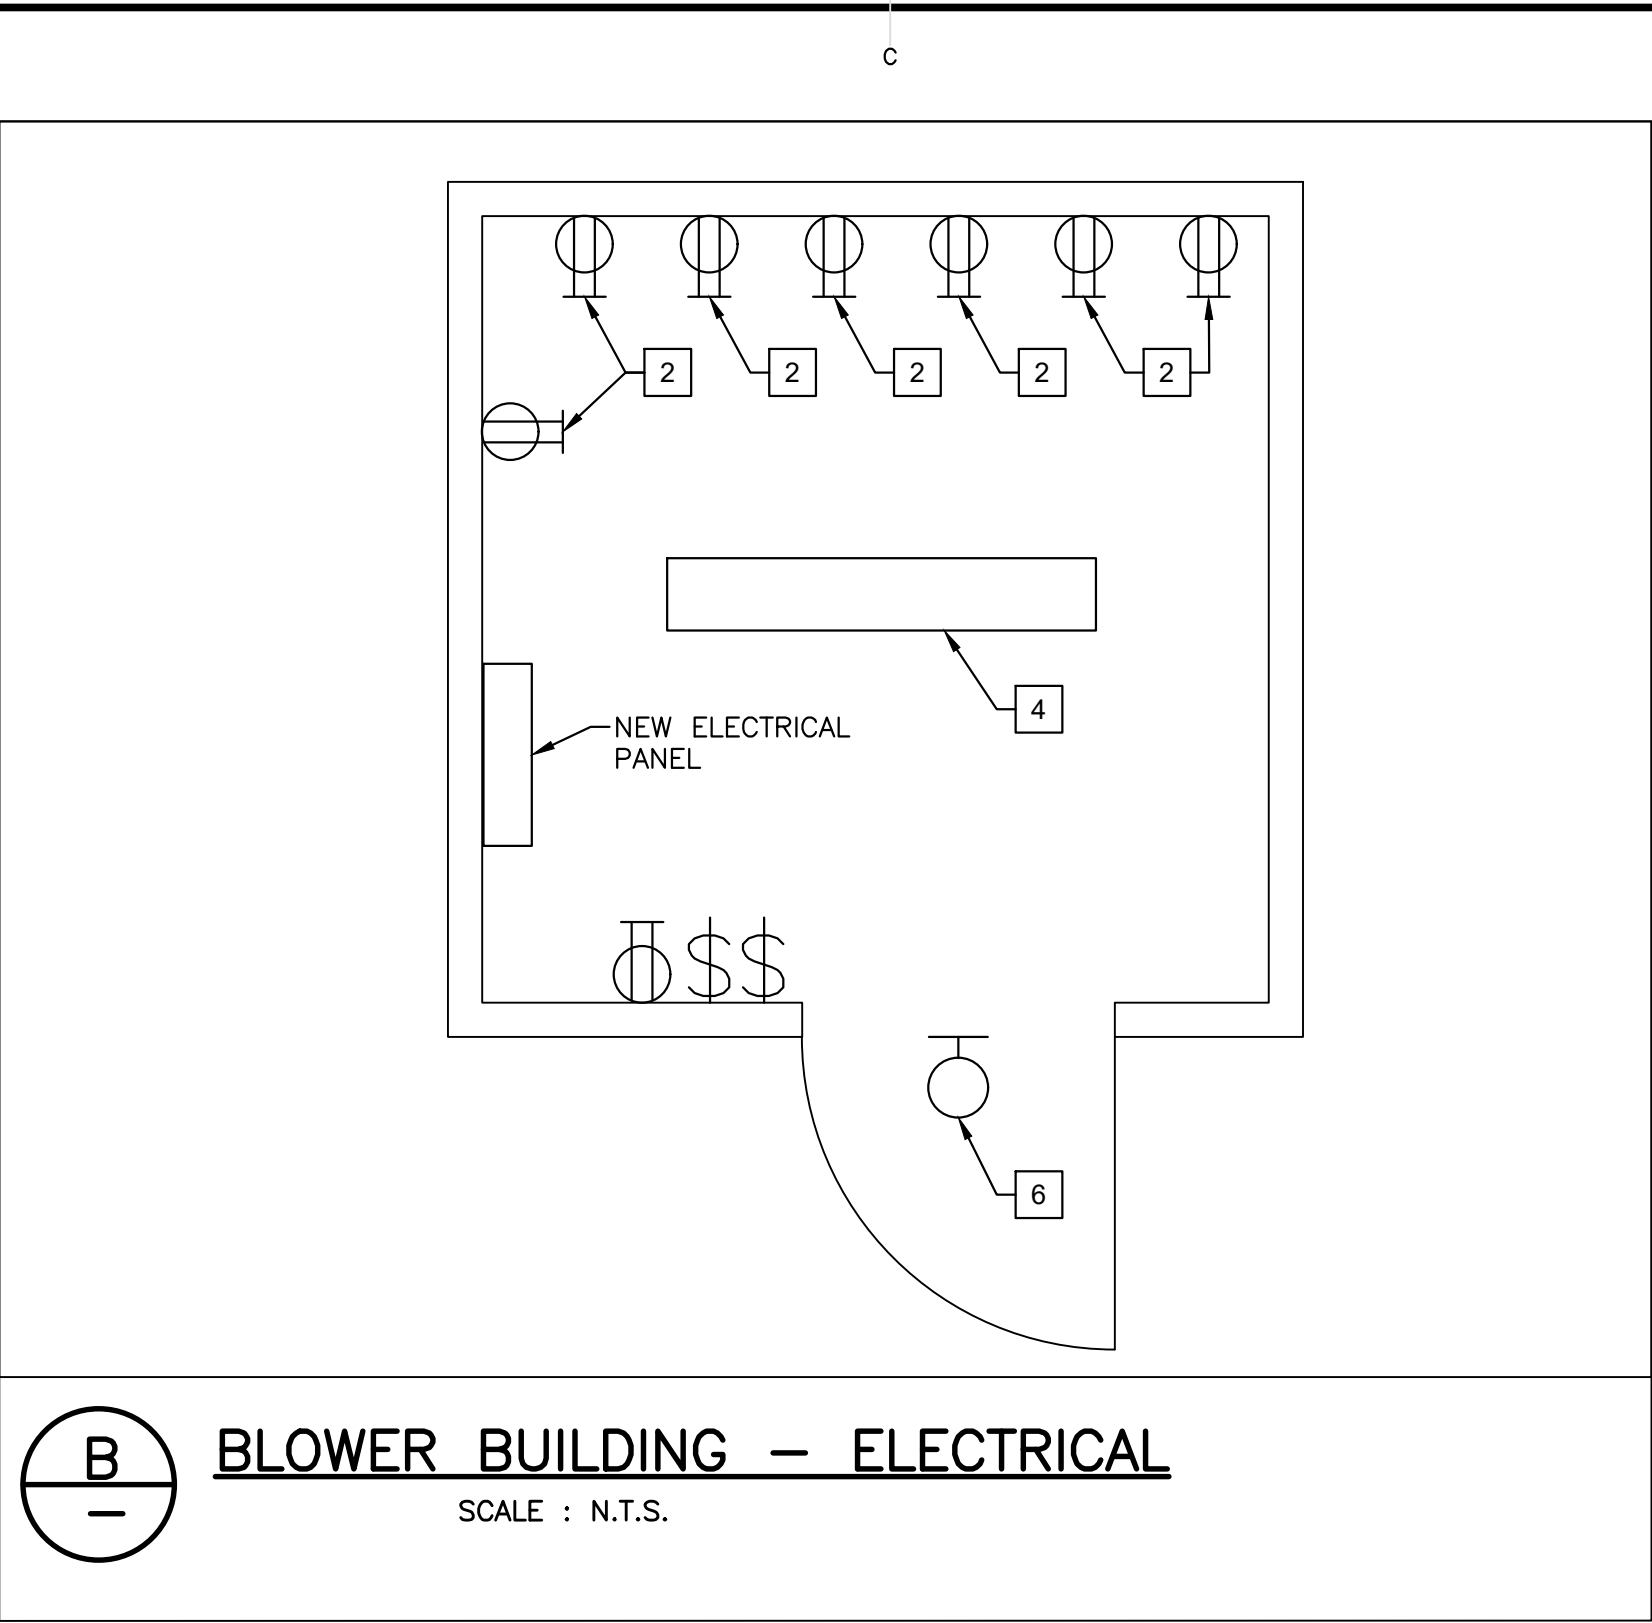 C
2 2 2 2 2
4
NEW ELECTRICAL
PANEL
$ $
6
B
–
BLOWER BUILDING – ELECTRICAL
SCALE : N.T.S.